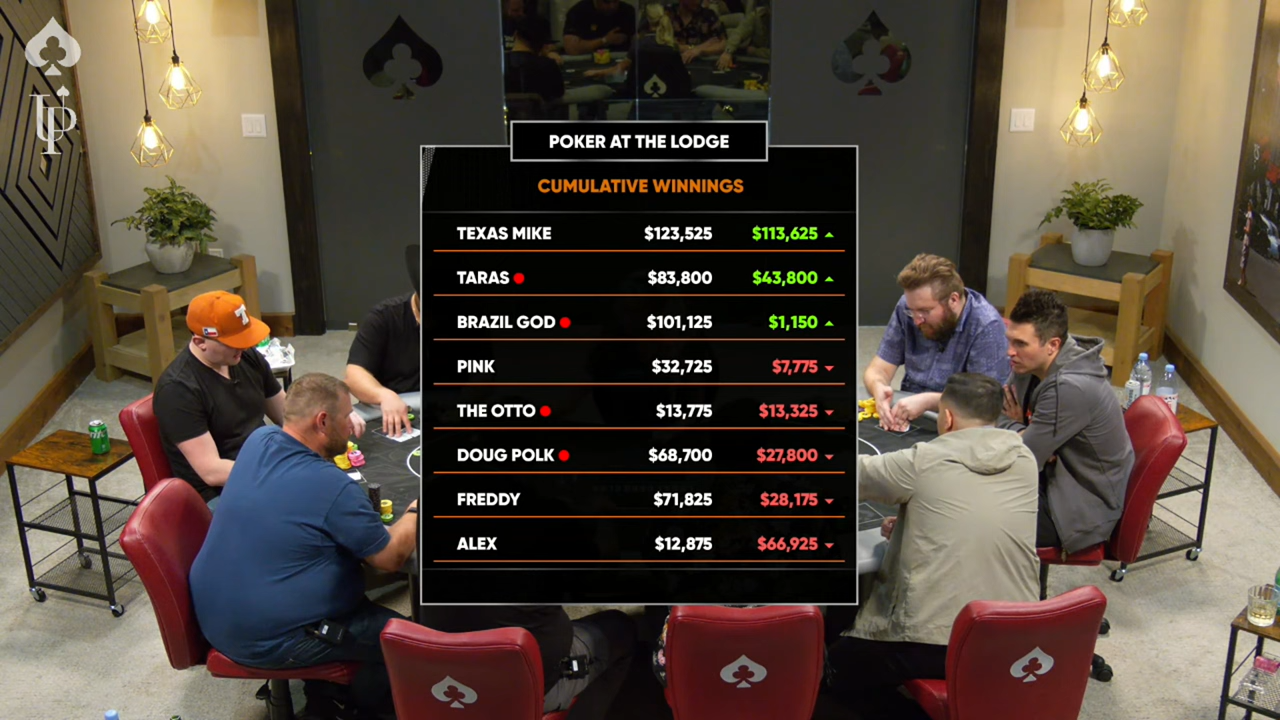 UP
POKER AT THE LODGE
CUMULATIVE WINNINGS
TEXAS MIKE $123,525 $113,625
TARAS $83,800 $43,800
BRAZIL GOD $101,125 $1,150
PINK $32,725 $7,775
THE OTTO $13,775 $13,325
DOUG POLK $68,700 $27,800
FREDDY $71,825 $28,175
ALEX $12,875 $66,925